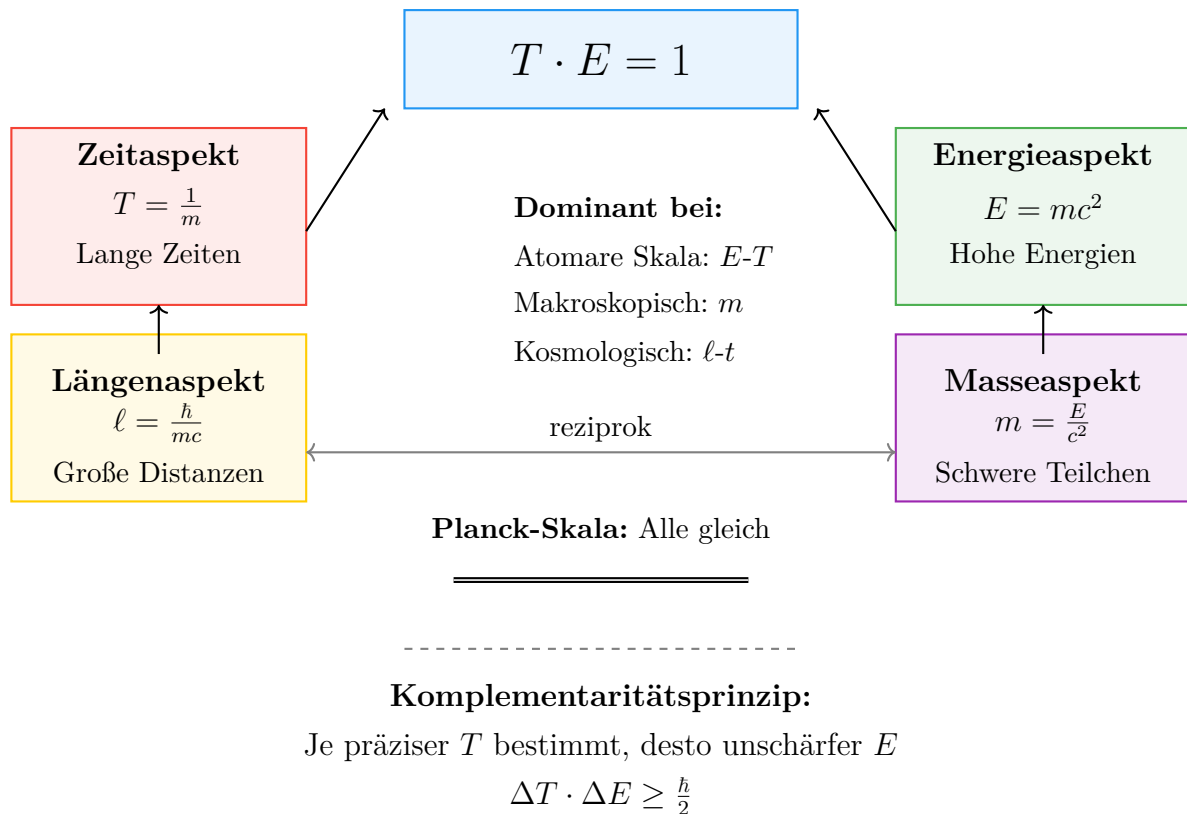 T · E = 1
Zeitaspekt
T = 1/m
Lange Zeiten
Energieaspekt
E = mc²
Hohe Energien
Dominant bei:
Atomare Skala: E-T
Makroskopisch: m
Kosmologisch: ℓ-t
Längenaspekt
ℓ = ℏ/mc
Große Distanzen
reziprok
Masseaspekt
m = E/c²
Schwere Teilchen
Planck-Skala: Alle gleich
Komplementaritätsprinzip:
Je präziser T bestimmt, desto unschärfer E
ΔT · ΔE ≥ ℏ/2